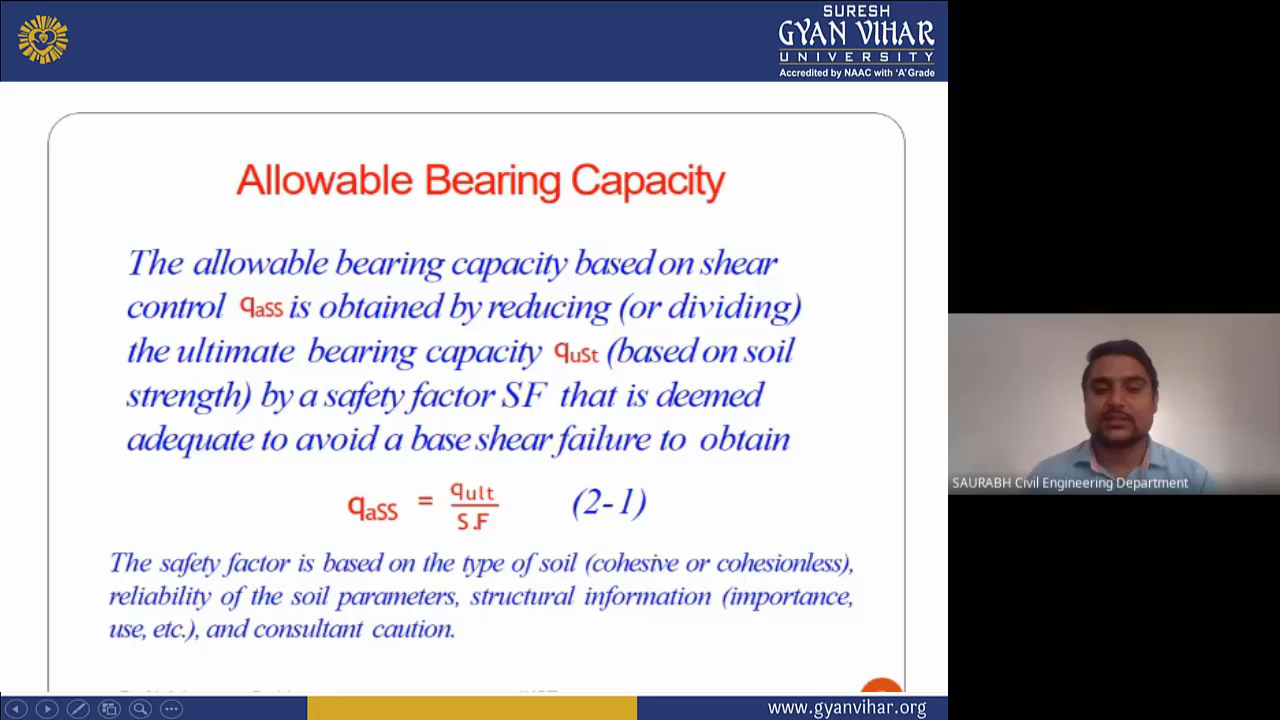 SURESH
GYAN VIHAR
UNIVERSITY
Accredited by NAAC with 'A' Grade
Allowable Bearing Capacity
The allowable bearing capacity based on shear
control qaSS is obtained by reducing (or dividing)
the ultimate bearing capacity quSt (based on soil
strength) by a safety factor SF that is deemed
adequate to avoid a base shear failure to obtain
qaSS = qult / S.F (2-1)
The safety factor is based on the type of soil (cohesive or cohesionless),
reliability of the soil parameters, structural information (importance,
use, etc.), and consultant caution.
SAURABH Civil Engineering Department
www.gyanvihar.org